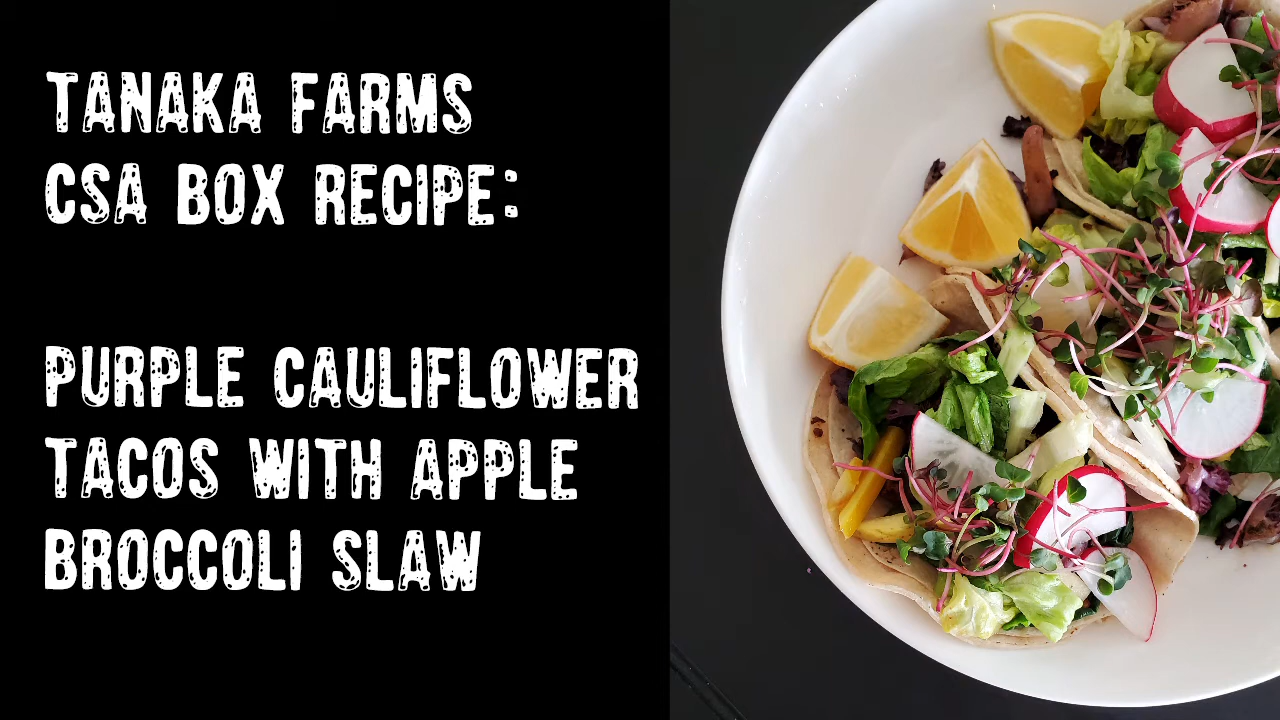 TANAKA FARMS
CSA BOX RECIPE:
PURPLE CAULIFLOWER
TACOS WITH APPLE
BROCCOLI SLAW